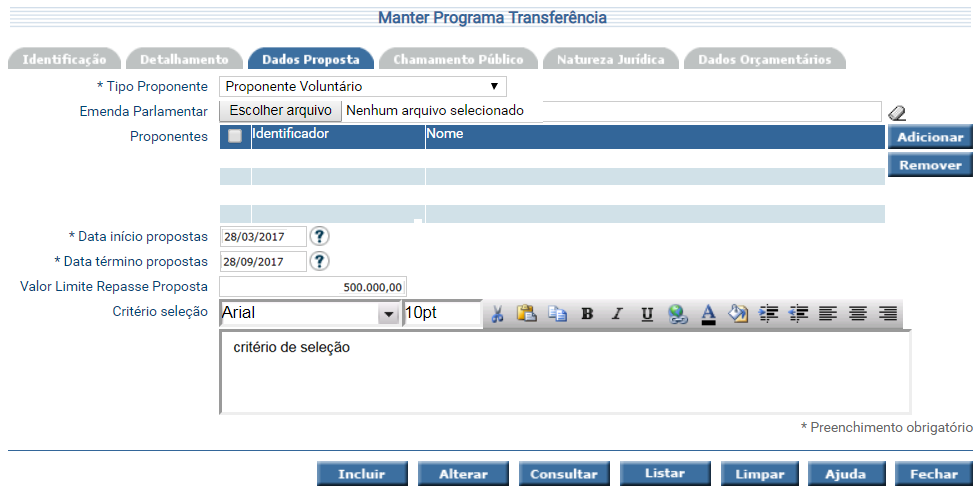 Manter Programa Transferência
Identificação Detalhamento Dados Proposta Chamamento Público Natureza Jurídica Dados Orçamentários
* Tipo Proponente Proponente Voluntário
Emenda Parlamentar Escolher arquivo Nenhum arquivo selecionado
Proponentes Identificador Nome Adicionar
Remover
* Data início propostas 28/03/2017 ?
* Data término propostas 28/09/2017 ?
Valor Limite Repasse Proposta 500.000,00
Critério seleção Arial 10pt B I U A
critério de seleção
* Preenchimento obrigatório
Incluir Alterar Consultar Listar Limpar Ajuda Fechar